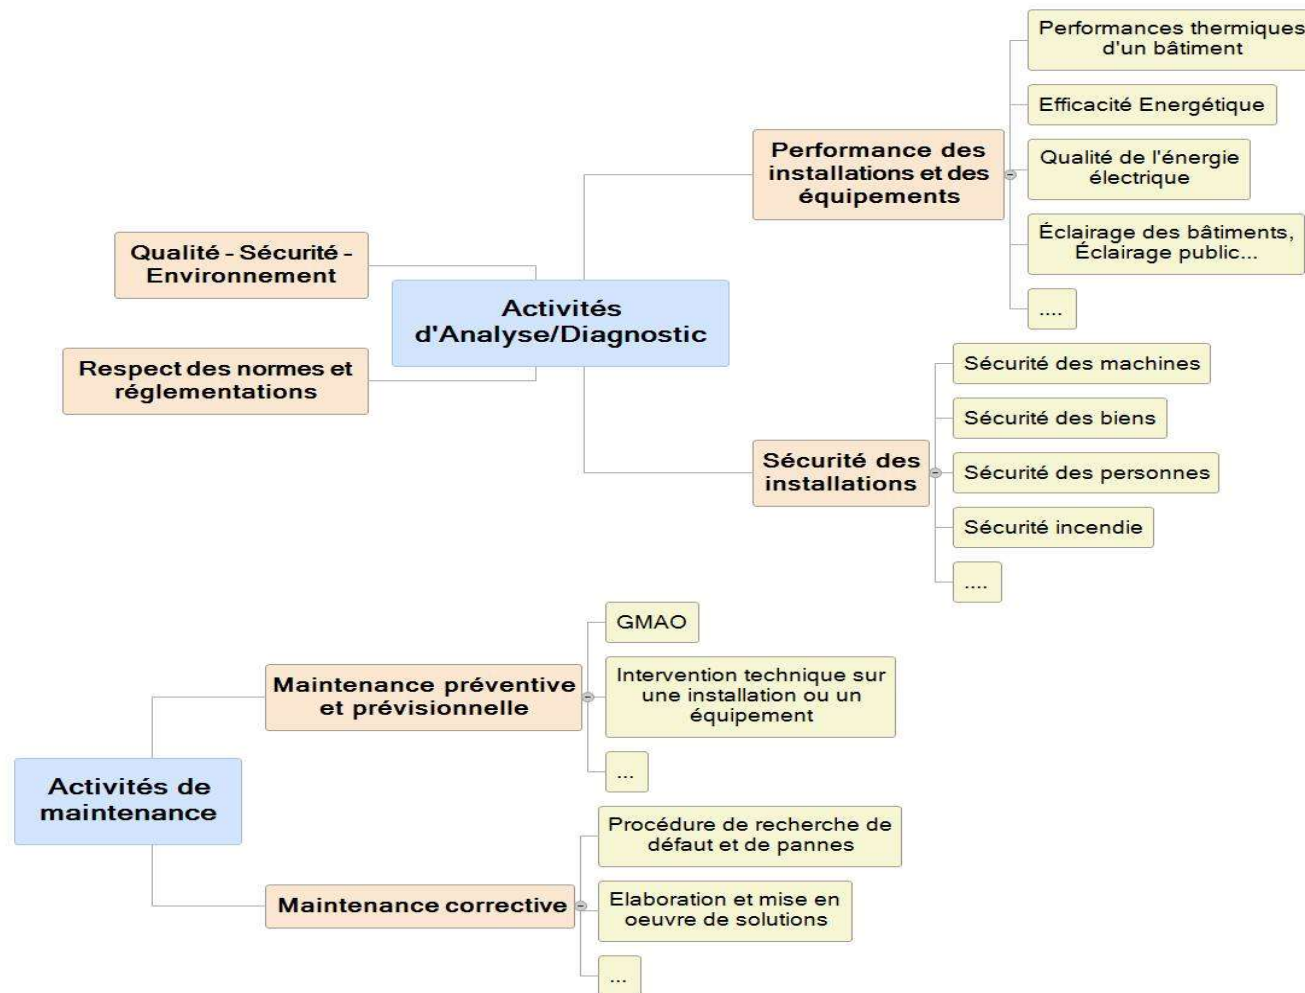 Performances thermiques
d'un bâtiment
Efficacité Energétique
Performance des
installations et des
équipements
Qualité de l'énergie
électrique
Éclairage des bâtiments,
Éclairage public...
....
Qualité - Sécurité -
Environnement
Activités
d'Analyse/Diagnostic
Respect des normes et
réglementations
Sécurité des
installations
Sécurité des machines
Sécurité des biens
Sécurité des personnes
Sécurité incendie
....
Activités de
maintenance
Maintenance préventive
et prévisionnelle
GMAO
Intervention technique sur
une installation ou un
équipement
...
Maintenance corrective
Procédure de recherche de
défaut et de pannes
Elaboration et mise en
oeuvre de solutions
...